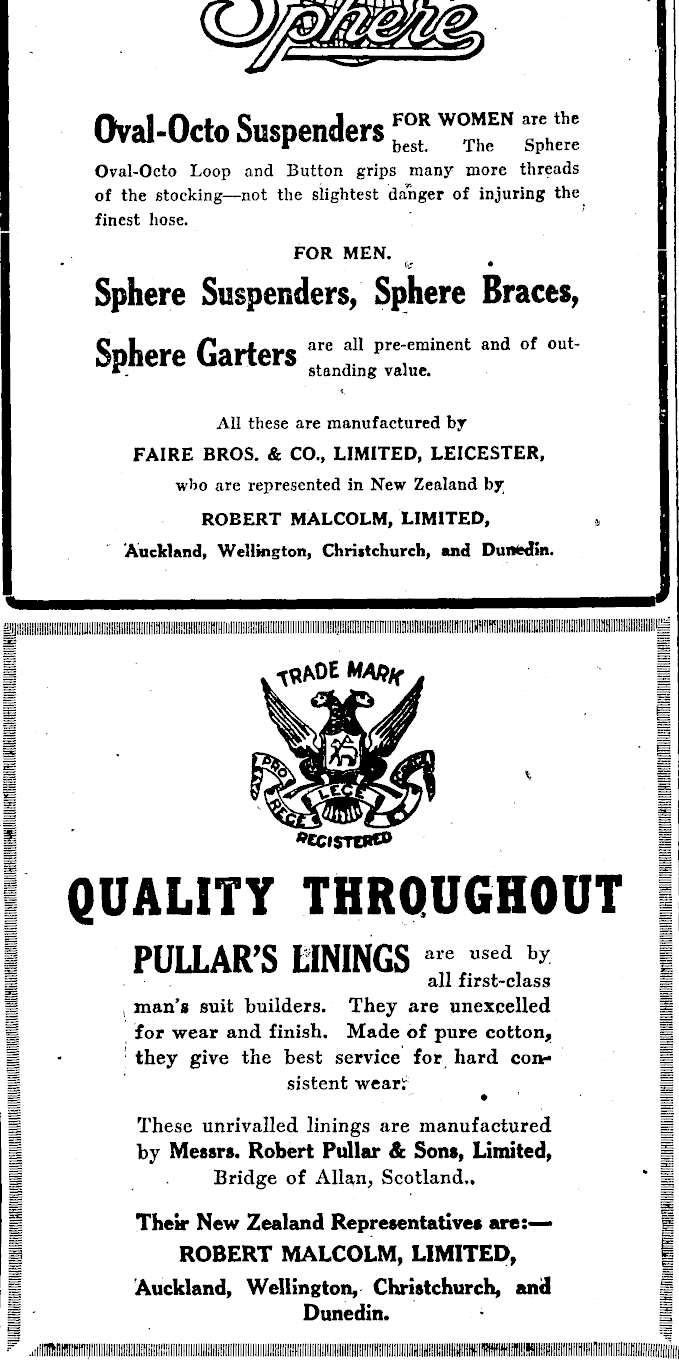 Sphere
Oval-Octo Suspenders FOR WOMEN are the
best. The Sphere
Oval-Octo Loop and Button grips many more threads
of the stocking—not the slightest danger of injuring the
finest hose.
FOR MEN.
Sphere Suspenders, Sphere Braces,
Sphere Garters are all pre-eminent and of out-
standing value.
All these are manufactured by
FAIRE BROS. & CO., LIMITED, LEICESTER,
who are represented in New Zealand by
ROBERT MALCOLM, LIMITED,
Auckland, Wellington, Christchurch, and Dunedin.
TRADE MARK
PRO
REGE
LEGE
ET
REGISTERED
QUALITY THROUGHOUT
PULLAR'S LININGS are used by
all first-class
man's suit builders. They are unexcelled
for wear and finish. Made of pure cotton,
they give the best service for hard con-
sistent wear.
These unrivalled linings are manufactured
by Messrs. Robert Pullar & Sons, Limited,
Bridge of Allan, Scotland..
Their New Zealand Representatives are:—
ROBERT MALCOLM, LIMITED,
Auckland, Wellington, Christchurch, and
Dunedin.